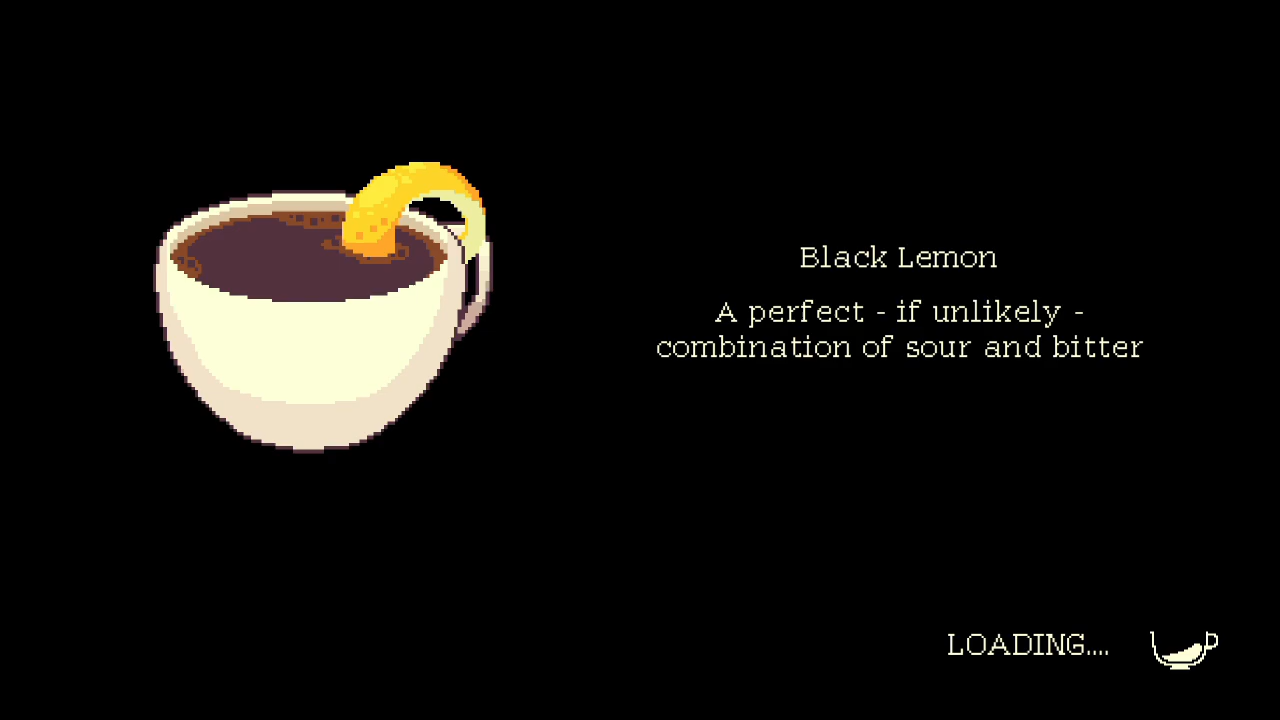 Black Lemon
A perfect - if unlikely -
combination of sour and bitter
LOADING....